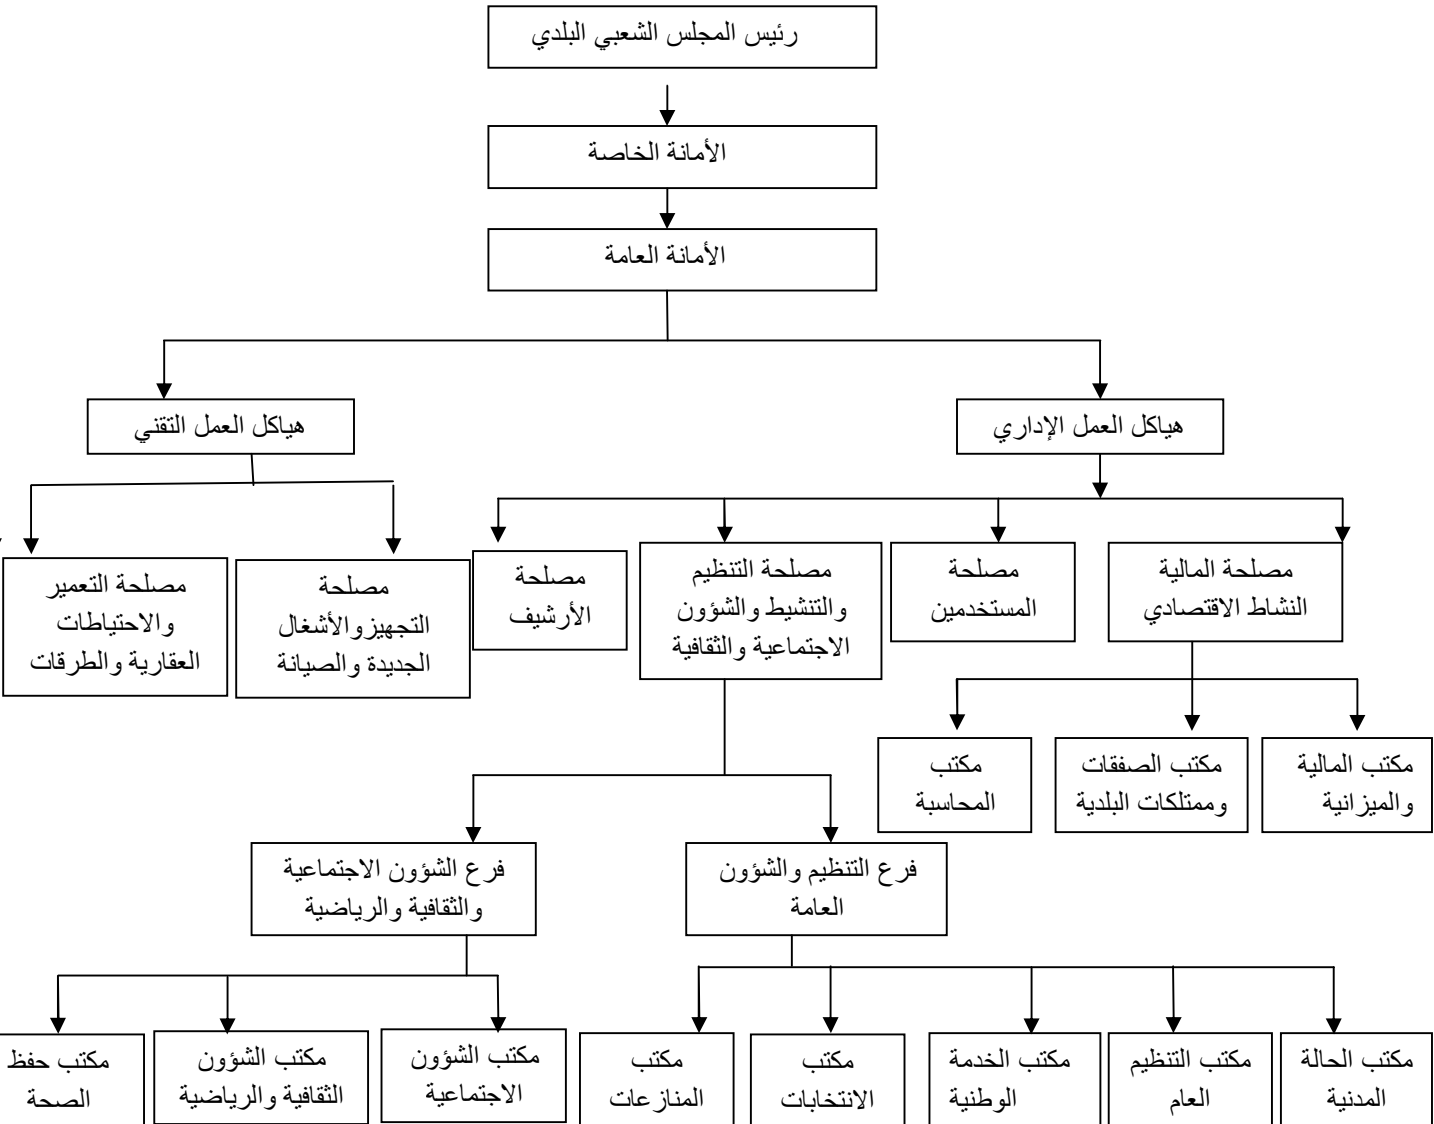 رئيس المجلس الشعبي البلدي
الأمانة الخاصة
الأمانة العامة
هياكل العمل الإداري
هياكل العمل التقني
مصلحة المالية
النشاط الاقتصادي
مصلحة
المستخدمين
مصلحة التنظيم
والتنشيط والشؤون
الاجتماعية والثقافية
مصلحة
الأرشيف
مصلحة
التجهيزوالأشغال
الجديدة والصيانة
مصلحة التعمير
والاحتياطات
العقارية والطرقات
مكتب المالية
والميزانية
مكتب الصفقات
وممتلكات البلدية
مكتب
المحاسبة
فرع التنظيم والشؤون
العامة
فرع الشؤون الاجتماعية
والثقافية والرياضية
مكتب الحالة
المدنية
مكتب التنظيم
العام
مكتب الخدمة
الوطنية
مكتب
الانتخابات
مكتب
المنازعات
مكتب الشؤون
الاجتماعية
مكتب الشؤون
الثقافية والرياضية
مكتب حفظ
الصحة